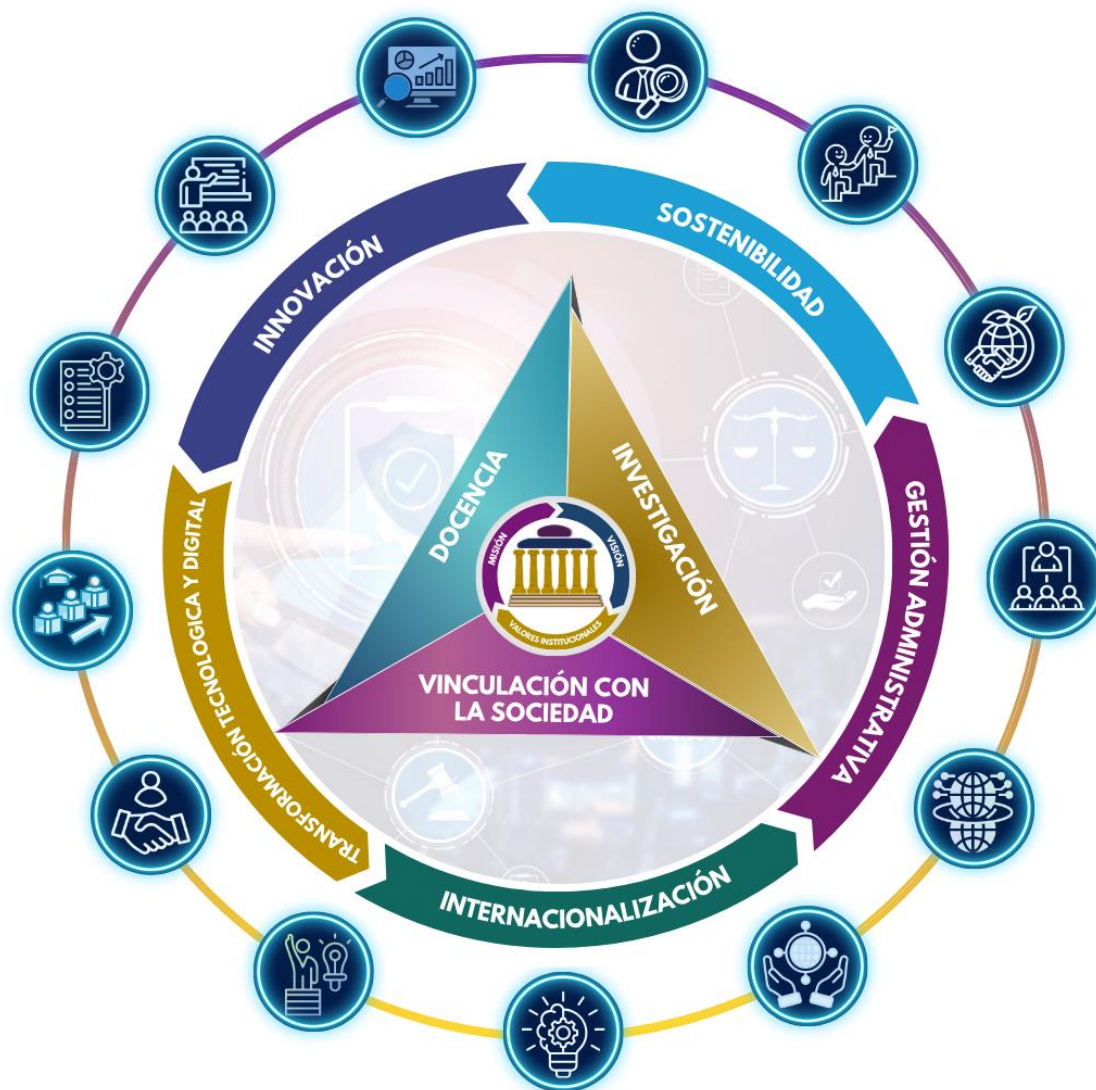 INNOVACIÓN
SOSTENIBILIDAD
GESTIÓN ADMINISTRATIVA
INTERNACIONALIZACIÓN
TRANSFORMACIÓN TECNOLOGICA Y DIGITAL
DOCENCIA
INVESTIGACIÓN
VINCULACIÓN CON
LA SOCIEDAD
MISIÓN
VISIÓN
VALORES INSTITUCIONALES